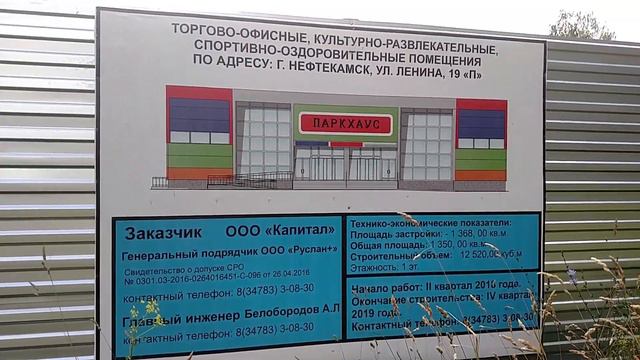 ТОРГОВО-ОФИСНЫЕ, КУЛЬТУРНО-РАЗВЛЕКАТЕЛЬНЫЕ,
СПОРТИВНО-ОЗДОРОВИТЕЛЬНЫЕ ПОМЕЩЕНИЯ
ПО АДРЕСУ: Г. НЕФТЕКАМСК, УЛ. ЛЕНИНА, 19 «П»
ПАРКХАУС
Заказчик ООО «Капитал»
Генеральный подрядчик ООО «Руслан+»
Свидетельство о допуске СРО
№ 0301.03-2016-0264016451-С-096 от 26.04.2016
контактный телефон: 8(34783) 3-08-30
Главный инженер Белобородов А.Л
контактный телефон: 8(34783) 3-08-30
Технико-экономические показатели:
Площадь застройки: - 1 368, 00 кв.м.
Общая площадь: 1 350, 00 кв.м.
Строительный объем: 12 520,00 куб.м
Этажность: 1 эт.
Начало работ: II квартал года.
Окончание строительства: IV квартал
2019 года.
Контактный телефон: 8(34783) 3-08-30